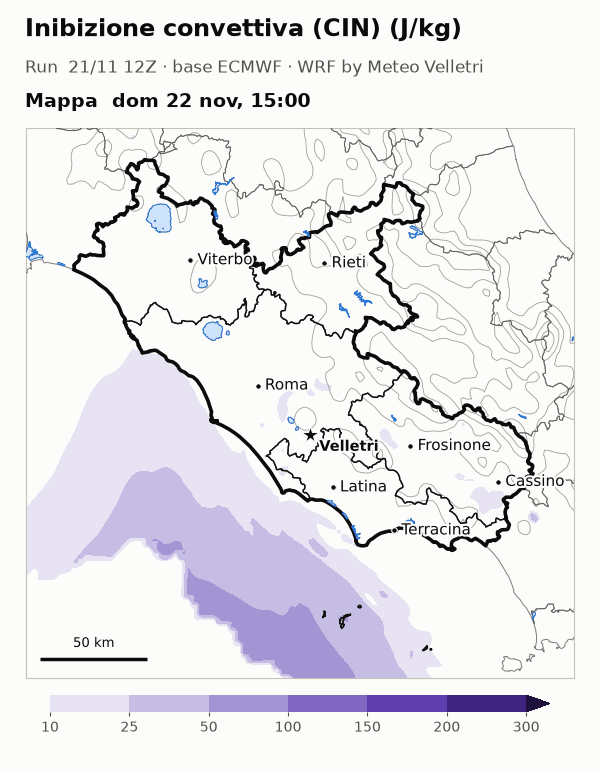 Inibizione convettiva (CIN) (J/kg)
Run 21/11 12Z · base ECMWF · WRF by Meteo Velletri
Mappa dom 22 nov, 15:00
Viterbo
Rieti
Roma
Velletri
Frosinone
Cassino
Latina
Terracina
50 km
10 25 50 100 150 200 300